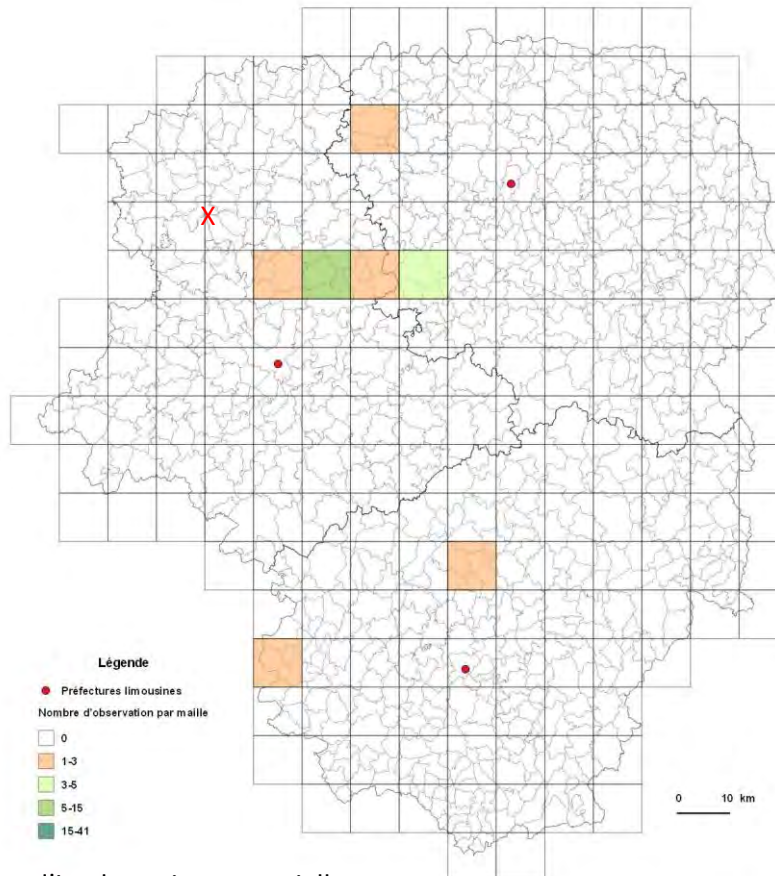 X
Légende
Préfectures limousines
Nombre d'observation par maille
0
1-3
3-5
5-15
15-41
0 10 km